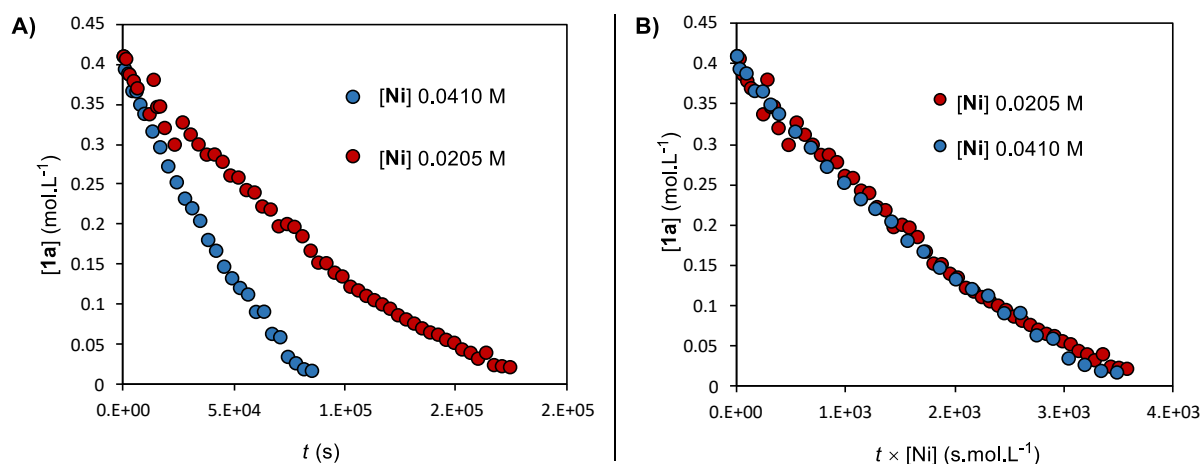 A)
0.45
0.4
0.35
0.3
0.25
0.2
0.15
0.1
0.05
0
[1a] (mol.L-1)
[Ni] 0.0410 M
[Ni] 0.0205 M
0.E+00
5.E+04
1.E+05
2.E+05
2.E+05
t (s)
B)
0.45
0.4
0.35
0.3
0.25
0.2
0.15
0.1
0.05
0
[1a] (mol.L-1)
[Ni] 0.0205 M
[Ni] 0.0410 M
0.E+00
1.E+03
2.E+03
3.E+03
4.E+03
t × [Ni] (s.mol.L-1)